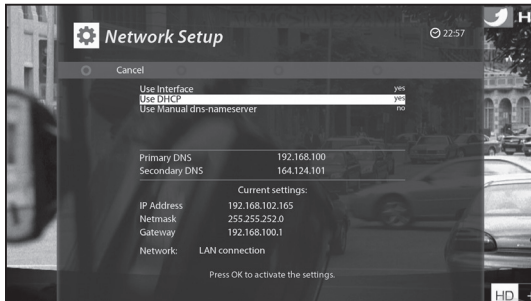 Network Setup
22:57
H
Cancel
Use Interface yes
Use DHCP yes
Use Manual dns-nameserver no
Primary DNS 192.168.100
Secondary DNS 164.124.101
Current settings:
IP Address 192.168.102.165
Netmask 255.255.252.0
Gateway 192.168.100.1
Network: LAN connection
Press OK to activate the settings.
HD